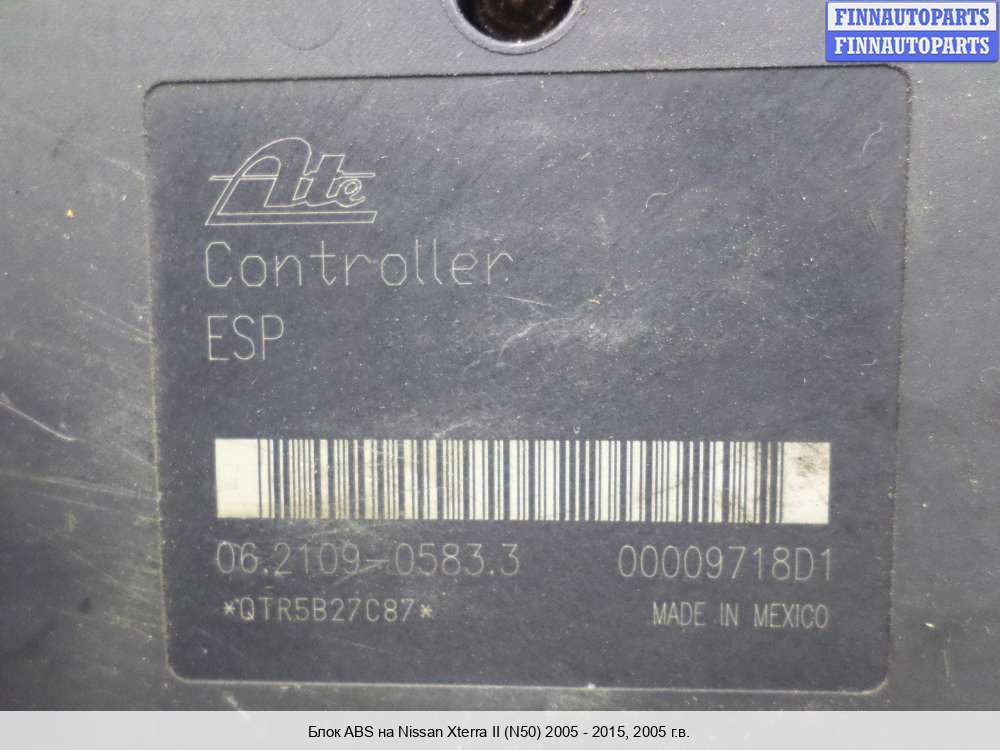 FINNAUTOPARTS
FINNAUTOPARTS
Ate
Controller
ESP
06.2109-0583.3 00009718D1
*QTR5B27C87* MADE IN MEXICO
Блок ABS на Nissan Xterra II (N50) 2005 - 2015, 2005 г.в.